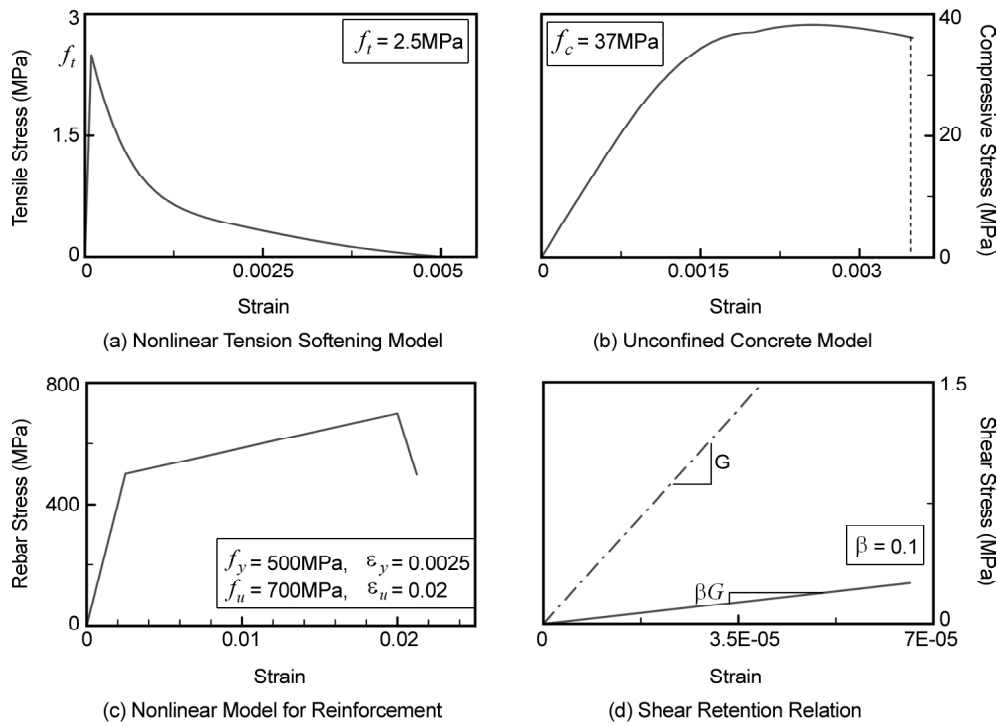 3
f_t
1.5
0
Tensile Stress (MPa)
f_t = 2.5MPa
0
0.0025
0.005
Strain
(a) Nonlinear Tension Softening Model
f_c = 37MPa
40
20
0
Compressive Stress (MPa)
0
0.0015
0.003
Strain
(b) Unconfined Concrete Model
800
400
0
Rebar Stress (MPa)
f_y = 500MPa, ε_y = 0.0025
f_u = 700MPa, ε_u = 0.02
0
0.01
0.02
Strain
(c) Nonlinear Model for Reinforcement
G
β = 0.1
βG
1.5
0
Shear Stress (MPa)
0
3.5E-05
7E-05
Strain
(d) Shear Retention Relation